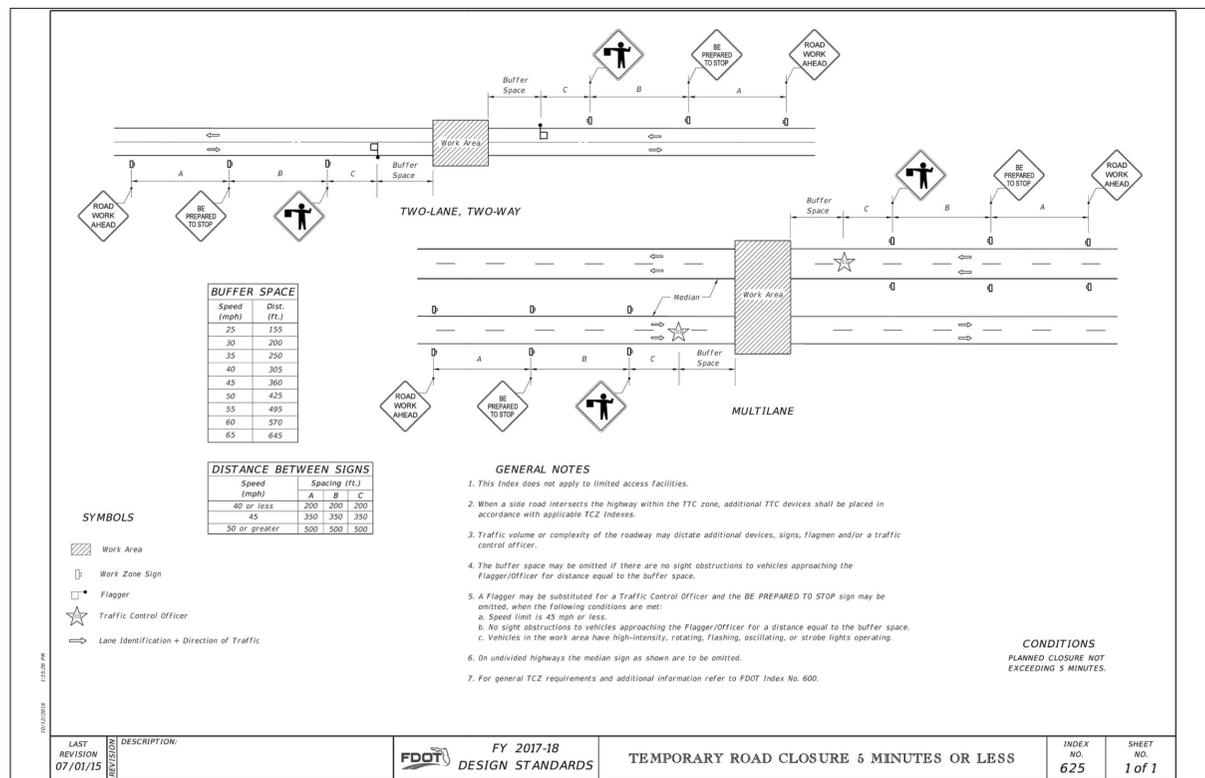 BE
PREPARED
TO STOP
ROAD
WORK
AHEAD
Buffer
Space
C
B
A
Work Area
A
B
C
Buffer
Space
ROAD
WORK
AHEAD
BE
PREPARED
TO STOP
TWO-LANE, TWO-WAY
BE
PREPARED
TO STOP
ROAD
WORK
AHEAD
Buffer
Space
C
B
A
Median
Work Area
A
B
C
Buffer
Space
ROAD
WORK
AHEAD
BE
PREPARED
TO STOP
MULTILANE
BUFFER SPACE
Speed (mph) Dist. (ft.)
25 155
30 200
35 250
40 305
45 360
50 425
55 495
60 570
65 645
DISTANCE BETWEEN SIGNS
Speed (mph) Spacing (ft.)
A B C
40 or less 200 200 200
45 350 350 350
50 or greater 500 500 500
SYMBOLS
Work Area
Work Zone Sign
Flagger
Traffic Control Officer
Lane Identification + Direction of Traffic
GENERAL NOTES
1. This Index does not apply to limited access facilities.
2. When a side road intersects the highway within the TTC zone, additional TTC devices shall be placed in
accordance with applicable TCZ Indexes.
3. Traffic volume or complexity of the roadway may dictate additional devices, signs, flagmen and/or a traffic
control officer.
4. The buffer space may be omitted if there are no sight obstructions to vehicles approaching the
Flagger/Officer for distance equal to the buffer space.
5. A Flagger may be substituted for a Traffic Control Officer and the BE PREPARED TO STOP sign may be
omitted, when the following conditions are met:
a. Speed limit is 45 mph or less.
b. No sight obstructions to vehicles approaching the Flagger/Officer for a distance equal to the buffer space.
c. Vehicles in the work area have high-intensity, rotating, flashing, oscillating, or strobe lights operating.
6. On undivided highways the median sign as shown are to be omitted.
7. For general TCZ requirements and additional information refer to FDOT Index No. 600.
CONDITIONS
PLANNED CLOSURE NOT
EXCEEDING 5 MINUTES.
10/12/2016 1:35:26 PM
LAST
REVISION
07/01/15
REVISION
DESCRIPTION:
FDOT
FY 2017-18
DESIGN STANDARDS
TEMPORARY ROAD CLOSURE 5 MINUTES OR LESS
INDEX
NO.
625
SHEET
NO.
1 of 1